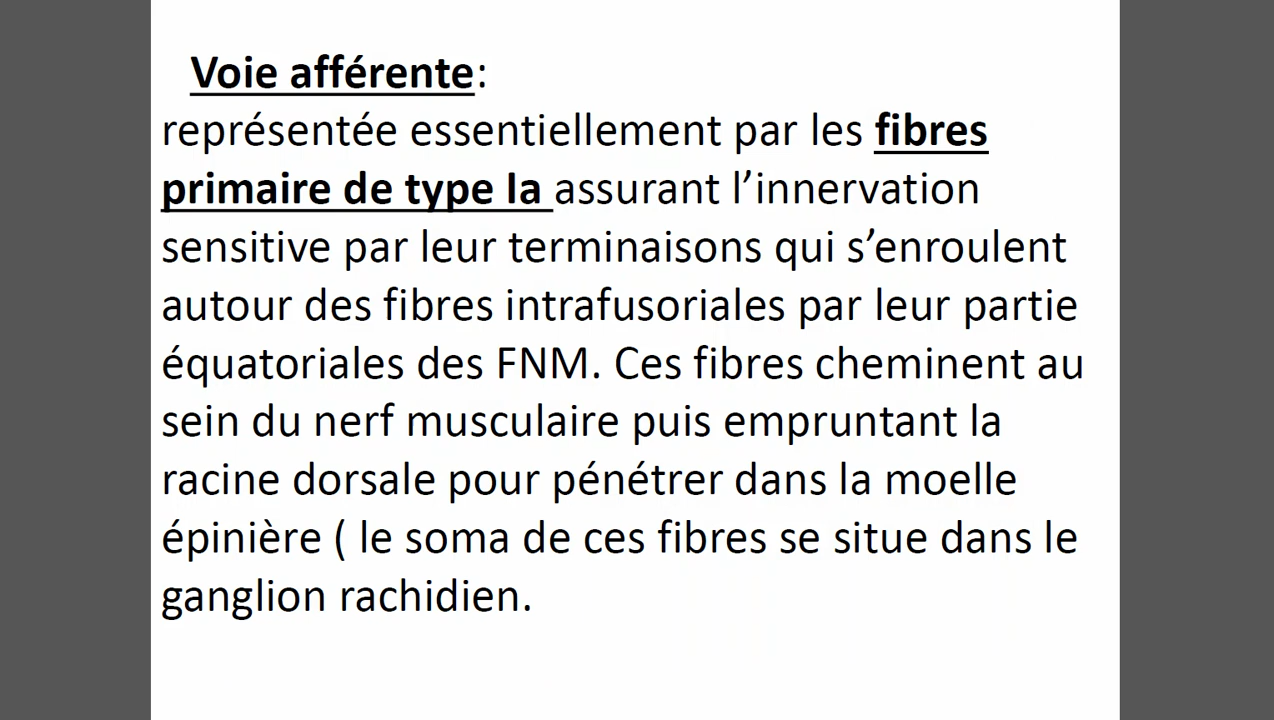 Voie afférente:
représentée essentiellement par les fibres
primaire de type Ia assurant l’innervation
sensitive par leur terminaisons qui s’enroulent
autour des fibres intrafusoriales par leur partie
équatoriales des FNM. Ces fibres cheminent au
sein du nerf musculaire puis empruntant la
racine dorsale pour pénétrer dans la moelle
épinière ( le soma de ces fibres se situe dans le
ganglion rachidien.